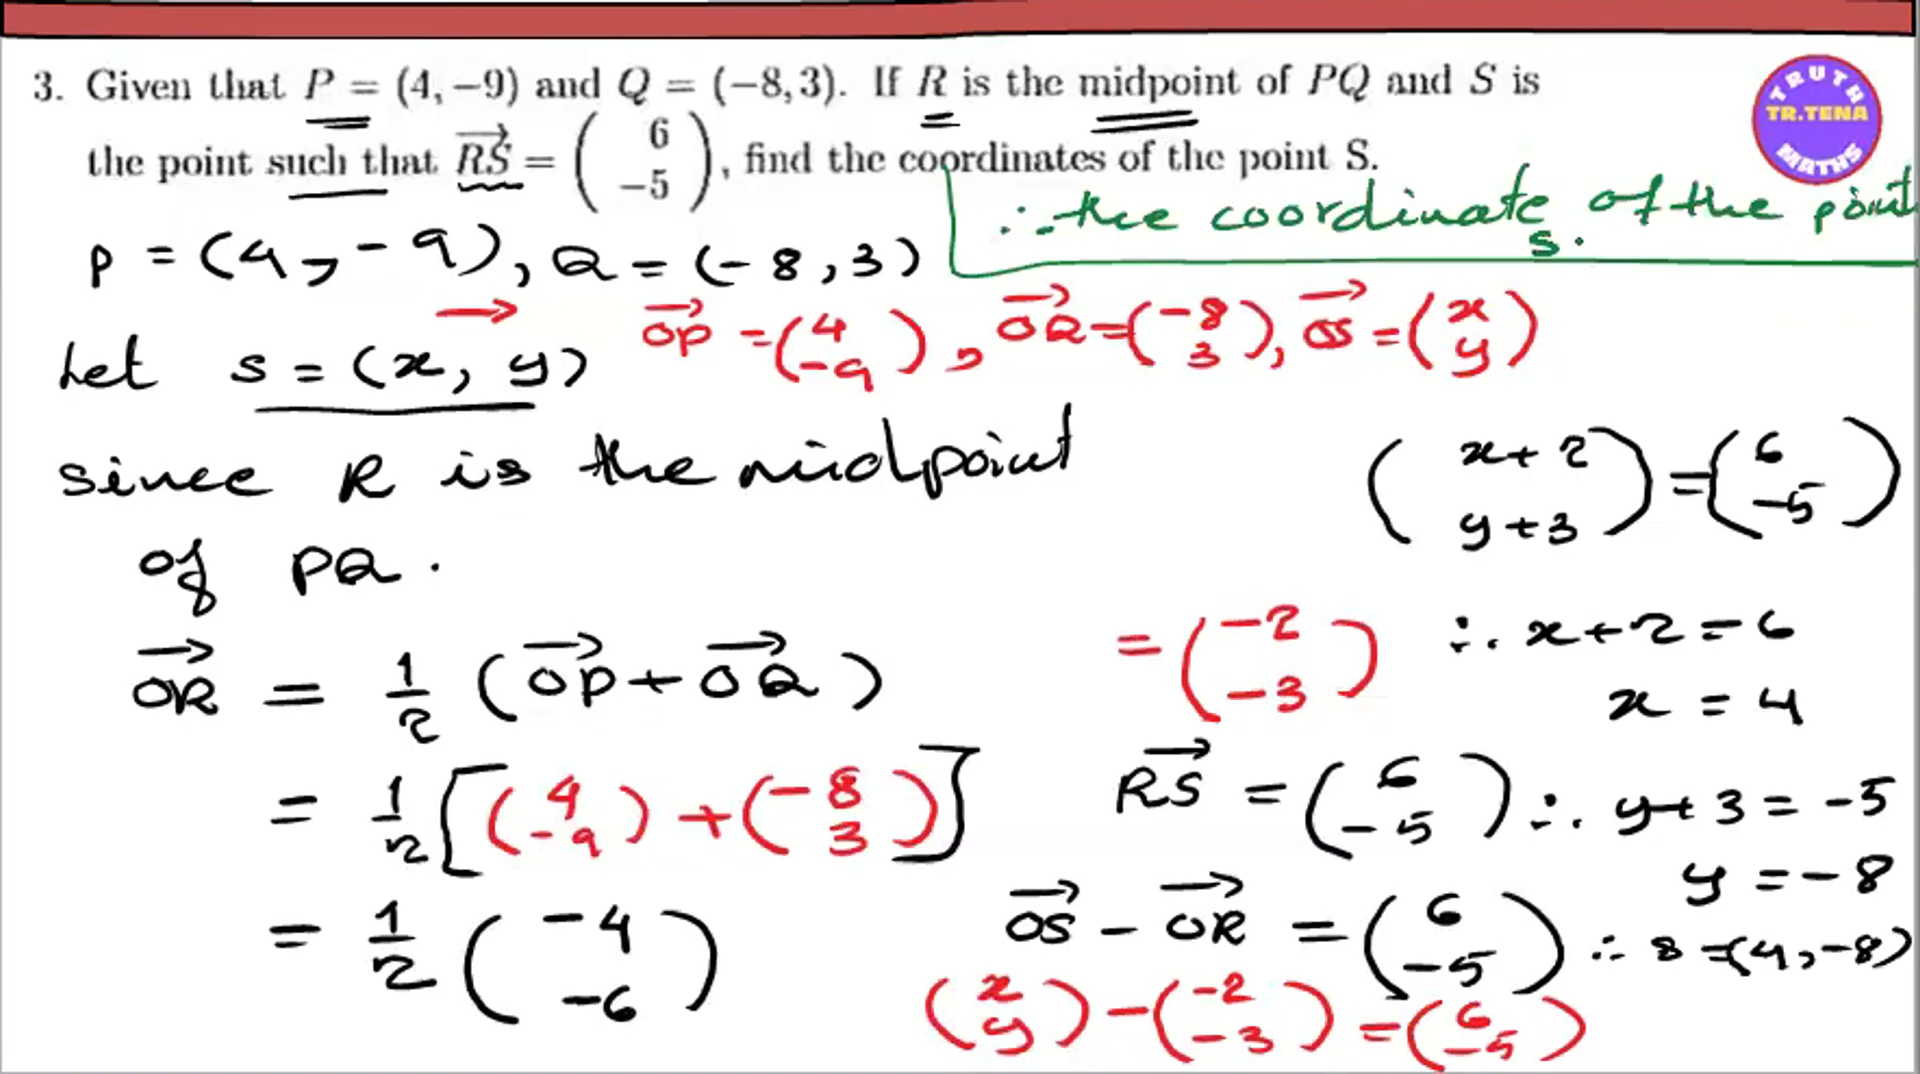 3. Given that P = (4, −9) and Q = (−8, 3). If R is the midpoint of PQ and S is
the point such that RS→ = (6 −5), find the coordinates of the point S.
TRUTH
TR.TENA
MATHS
∴ the coordinate of the point
S.
P = (4, -9), Q = (-8, 3)
Let S = (x, y)
OP→ = (4 -9), OQ→ = (-8 3), OS→ = (x y)
since R is the midpoint
of PQ.
OR→ = 1/2 (OP→ + OQ→)
= 1/2 [(4 -9) + (-8 3)]
= 1/2 (-4 -6)
= (-2 -3)
RS→ = (6 -5)
OS→ - OR→ = (6 -5)
(x y) - (-2 -3) = (6 -5)
(x+2 y+3) = (6 -5)
∴ x+2 = 6
x = 4
∴ y+3 = -5
y = -8
∴ S = (4, -8)